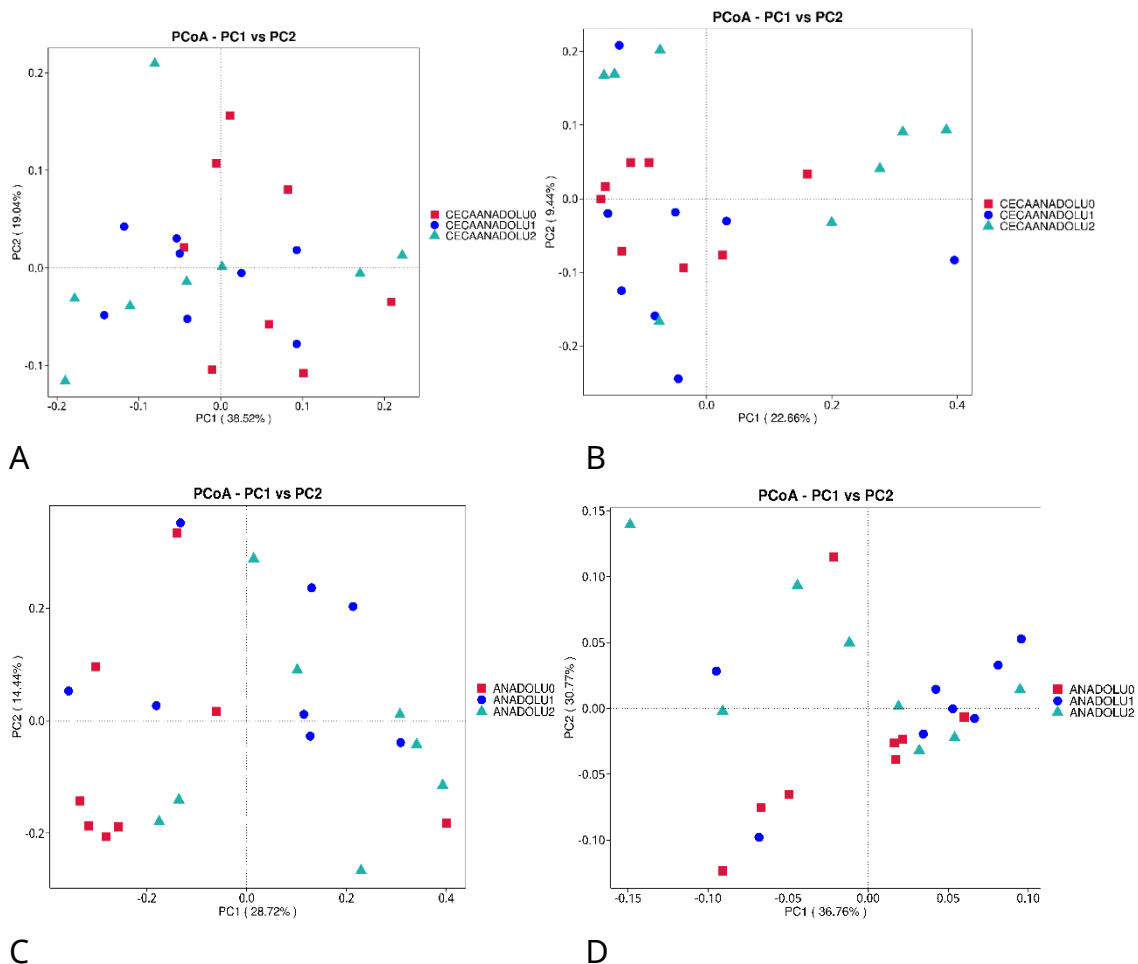 PCoA - PC1 vs PC2
0.2
0.1
0.0
-0.1
-0.2
-0.1
0.0
0.1
0.2
PC2 ( 19.04%)
PC1 ( 38.52%)
CECAANADOLU0
CECAANADOLU1
CECAANADOLU2
A
PCoA - PC1 vs PC2
0.2
0.1
0.0
-0.1
-0.2
0.0
0.2
0.4
PC2 ( 9.44%)
PC1 ( 22.66%)
CECAANADOLU0
CECAANADOLU1
CECAANADOLU2
B
PCoA - PC1 vs PC2
0.2
0.0
-0.2
-0.2
0.0
0.2
0.4
PC2 ( 14.44%)
PC1 ( 28.72%)
ANADOLU0
ANADOLU1
ANADOLU2
C
PCoA - PC1 vs PC2
0.15
0.10
0.05
0.00
-0.05
-0.10
-0.15
-0.10
-0.05
0.00
0.05
0.10
PC2 ( 30.77%)
PC1 ( 36.76%)
ANADOLU0
ANADOLU1
ANADOLU2
D